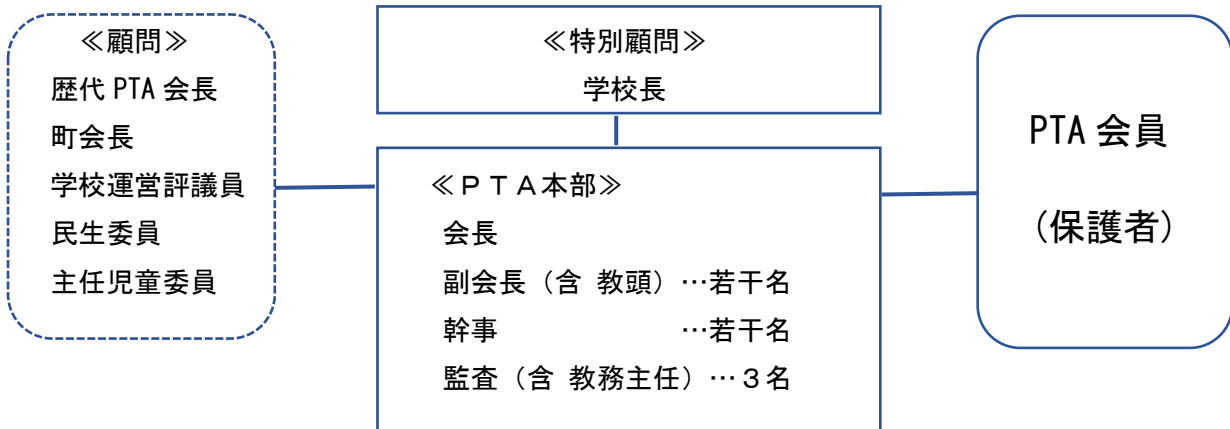 ≪顧問≫
歴代 PTA 会長
町会長
学校運営評議員
民生委員
主任児童委員
≪特別顧問≫
学校長
≪ＰＴＡ本部≫
会長
副会長（含 教頭）…若干名
幹事　　　　　　…若干名
監査（含 教務主任）…３名
PTA 会員
（保護者）